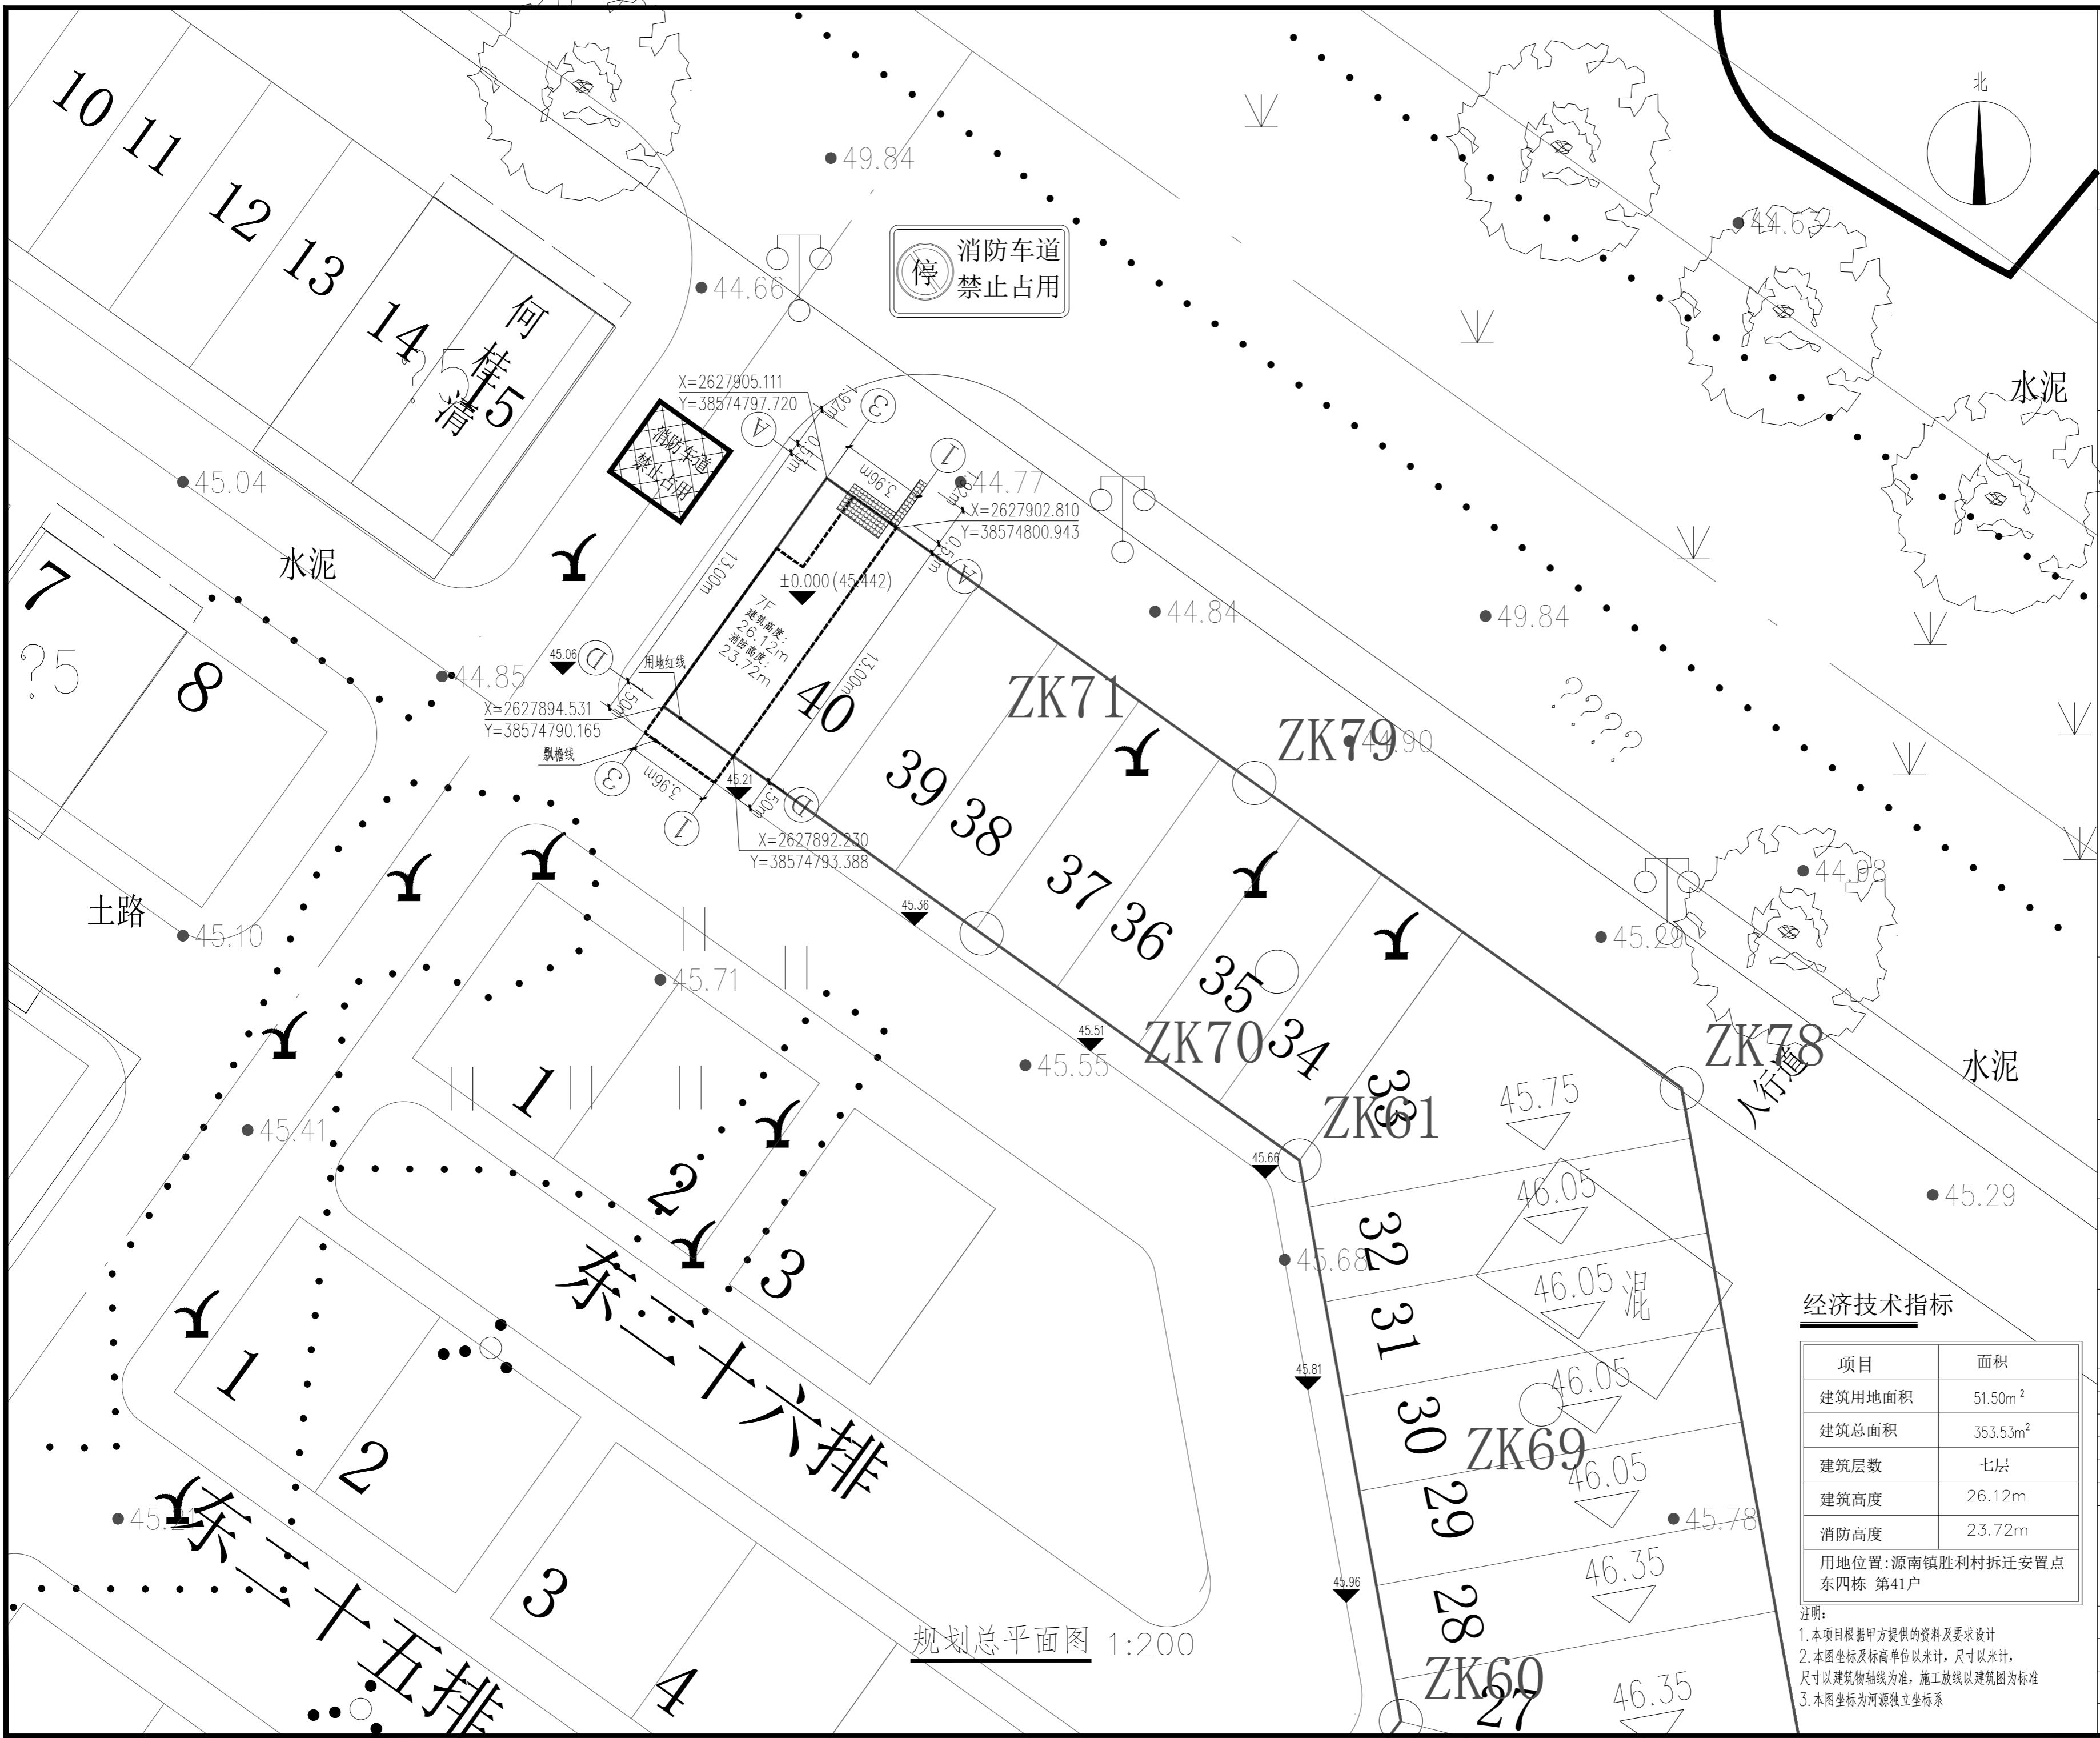 北
10
11
12
13
14
15
何桂清
?5
49.84
44.66
44.63
停
消防车道
禁止占用
水泥
消防车道
禁止占用
X=2627905.111
Y=38574797.720
3
A
1
3.96m
0.55m
44.77
X=2627902.810
Y=38574800.943
A
45.04
水泥
13.00m
±0.000(45.442)
7F
建筑高度:
26.12m
消防高度:
23.72m
13.00m
44.84
49.84
7
?5
8
44.85
45.06
D
用地红线
X=2627894.531
Y=38574790.165
飘檐线
3
3.96m
1
45.21
D
X=2627892.230
Y=38574793.388
40
39
38
37
36
35
34
33
32
31
30
29
28
27
ZK71
ZK79
44.90
????
土路
45.10
45.36
45.71
44.98
45.29
45.51
ZK70
45.55
ZK78
人行道
水泥
ZK61
45.66
45.75
46.05
45.29
45.41
1
2
3
45.68
46.05
混
东二十六排
45.81
46.05
ZK69
46.05
45.78
46.35
45.96
46.35
ZK60
1
2
3
4
45.21
东二十五排
规划总平面图 1:200
经济技术指标
项目 面积
建筑用地面积 51.50m²
建筑总面积 353.53m²
建筑层数 七层
建筑高度 26.12m
消防高度 23.72m
用地位置:源南镇胜利村拆迁安置点
东四栋 第41户
注明:
1.本项目根据甲方提供的资料及要求设计
2.本图坐标及标高单位以米计，尺寸以米计，
尺寸以建筑物轴线为准，施工放线以建筑图为标准
3.本图坐标为河源独立坐标系